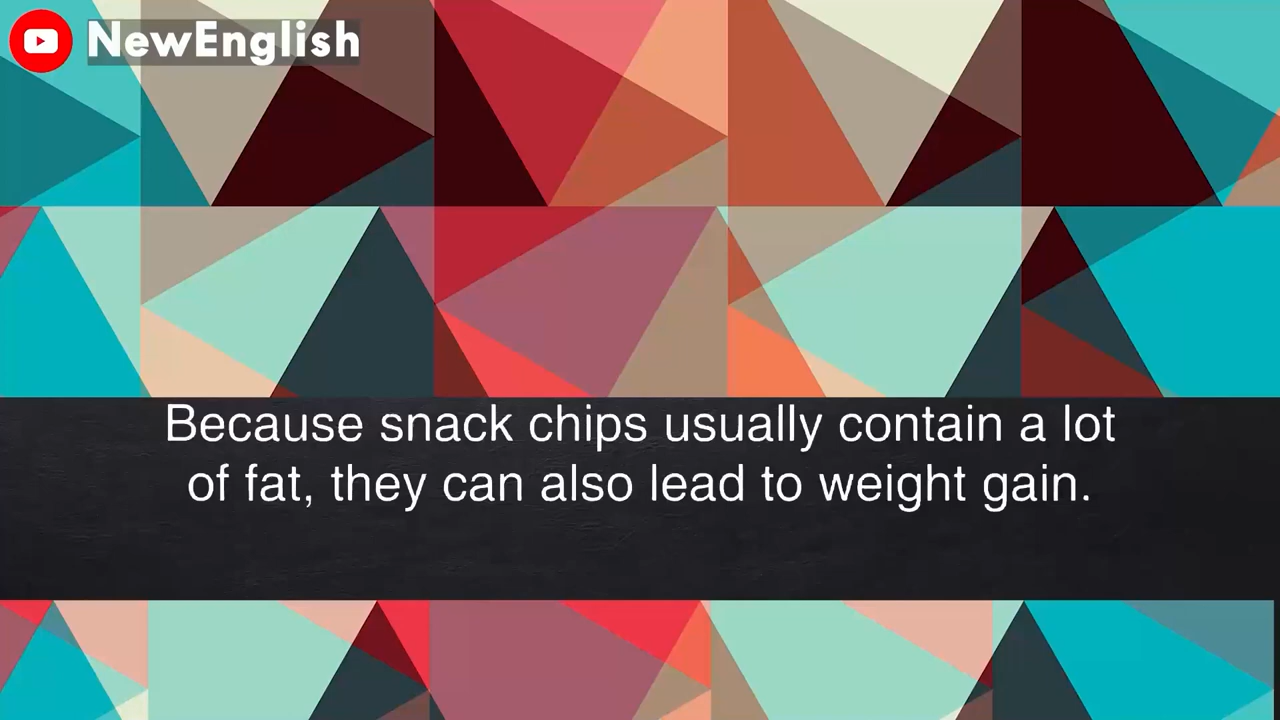 NewEnglish
Because snack chips usually contain a lot
of fat, they can also lead to weight gain.